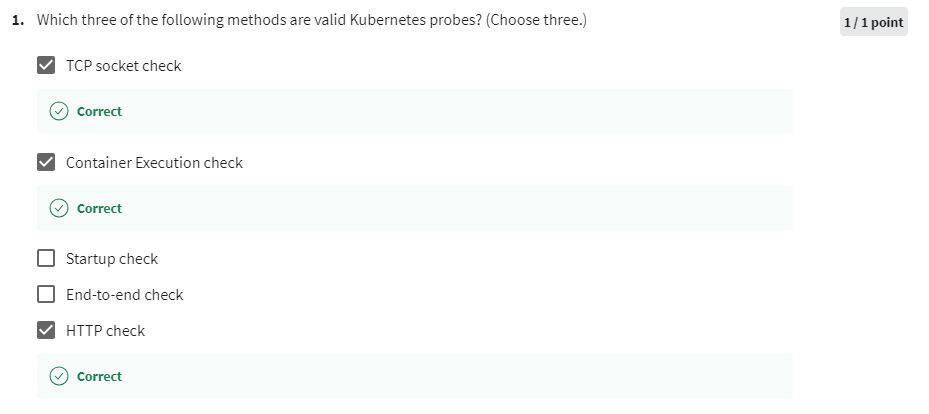 1. Which three of the following methods are valid Kubernetes probes? (Choose three.)
1 / 1 point
TCP socket check
Correct
Container Execution check
Correct
Startup check
End-to-end check
HTTP check
Correct